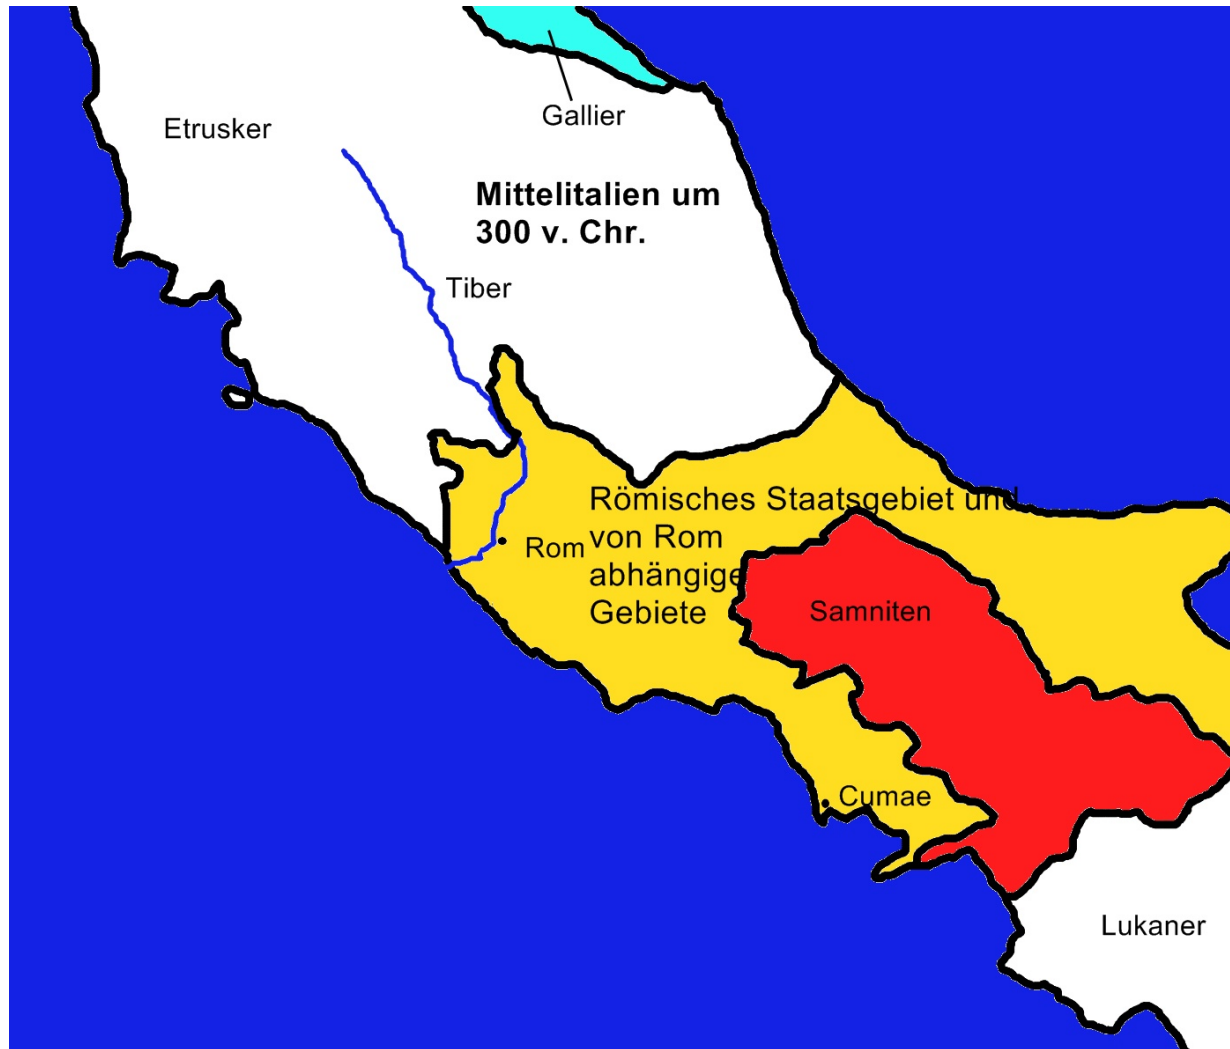 Gallier
Etrusker
Mittelitalien um
300 v. Chr.
Tiber
Römisches Staatsgebiet und
von Rom
abhängige
Gebiete
Rom
Samniten
Cumae
Lukaner